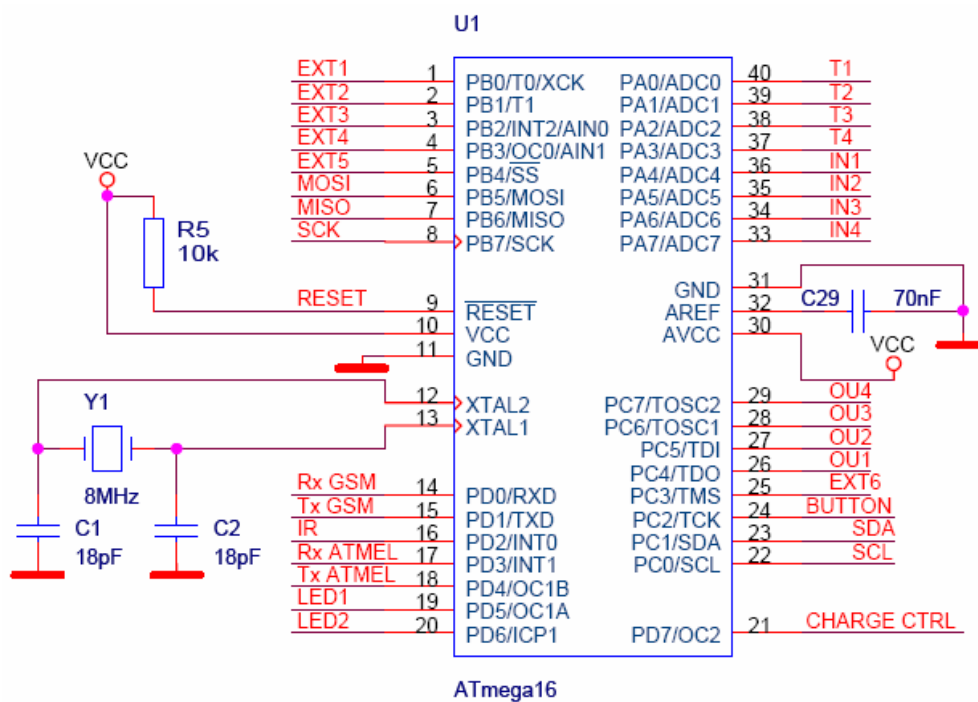 U1
EXT1 1 PB0/T0/XCK PA0/ADC0 40 T1
EXT2 2 PB1/T1 PA1/ADC1 39 T2
EXT3 3 PB2/INT2/AIN0 PA2/ADC2 38 T3
EXT4 4 PB3/OC0/AIN1 PA3/ADC3 37 T4
EXT5 5 PB4/SS PA4/ADC4 36 IN1
MOSI 6 PB5/MOSI PA5/ADC5 35 IN2
MISO 7 PB6/MISO PA6/ADC6 34 IN3
SCK 8 PB7/SCK PA7/ADC7 33 IN4
VCC
R5
10k
RESET 9 RESET
10 VCC
11 GND
GND 31
AREF 32 C29 70nF
AVCC 30
VCC
12 XTAL2
13 XTAL1
Y1
8MHz
C1
18pF
C2
18pF
PC7/TOSC2 29 OU4
PC6/TOSC1 28 OU3
PC5/TDI 27 OU2
PC4/TDO 26 OU1
Rx GSM 14 PD0/RXD PC3/TMS 25 EXT6
Tx GSM 15 PD1/TXD PC2/TCK 24 BUTTON
IR 16 PD2/INT0 PC1/SDA 23 SDA
Rx ATMEL 17 PD3/INT1 PC0/SCL 22 SCL
Tx ATMEL 18 PD4/OC1B
LED1 19 PD5/OC1A
LED2 20 PD6/ICP1 PD7/OC2 21 CHARGE CTRL
ATmega16